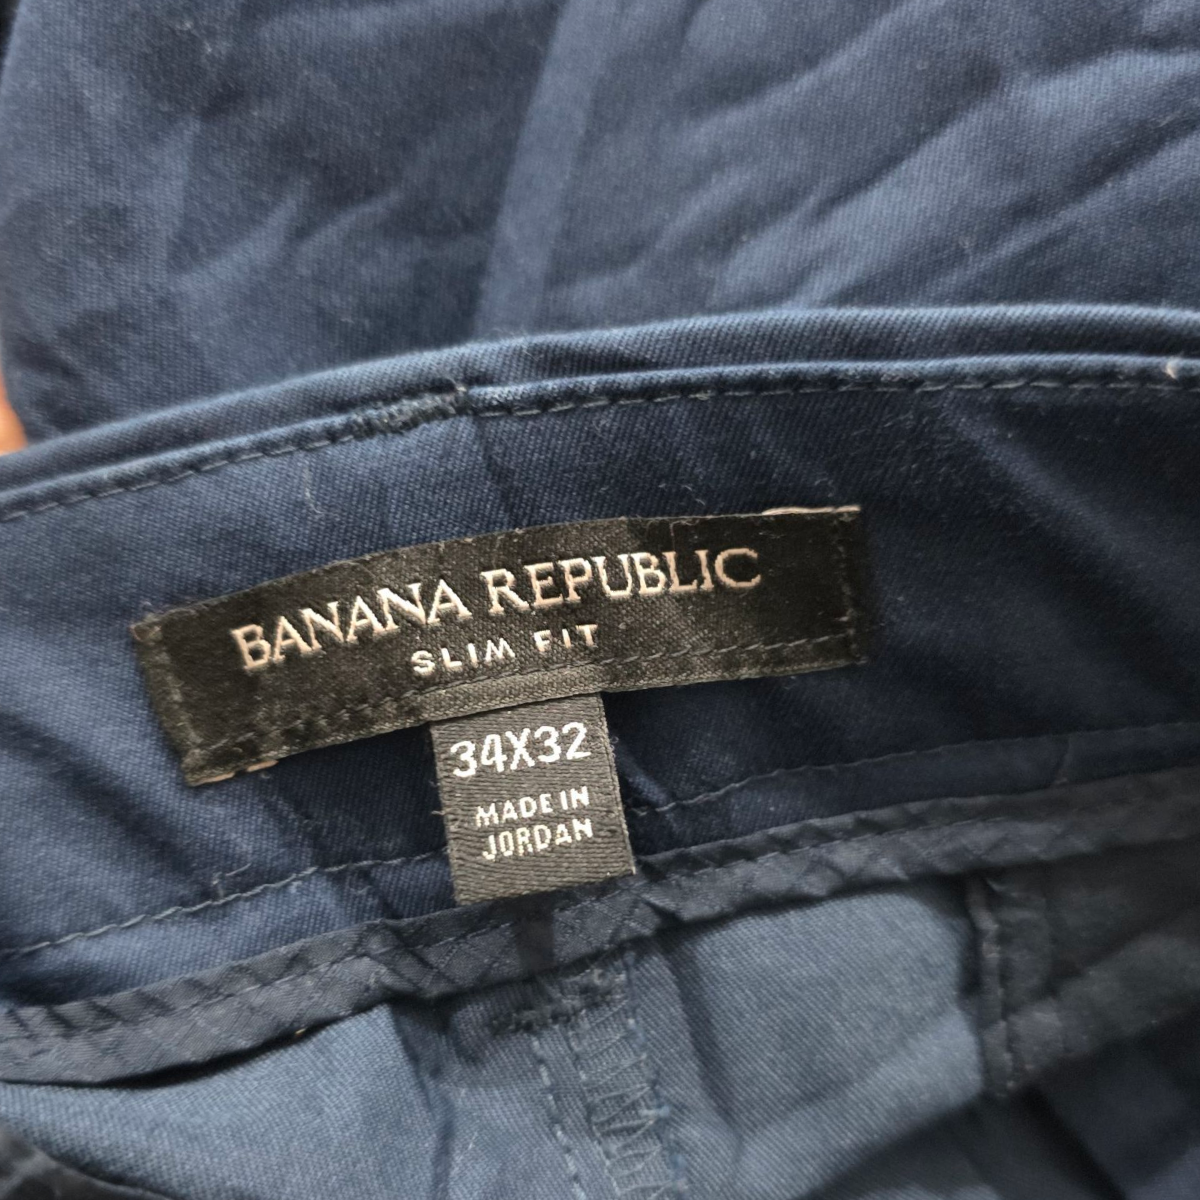 BANANA REPUBLIC
SLIM FIT
34X32
MADE IN
JORDAN